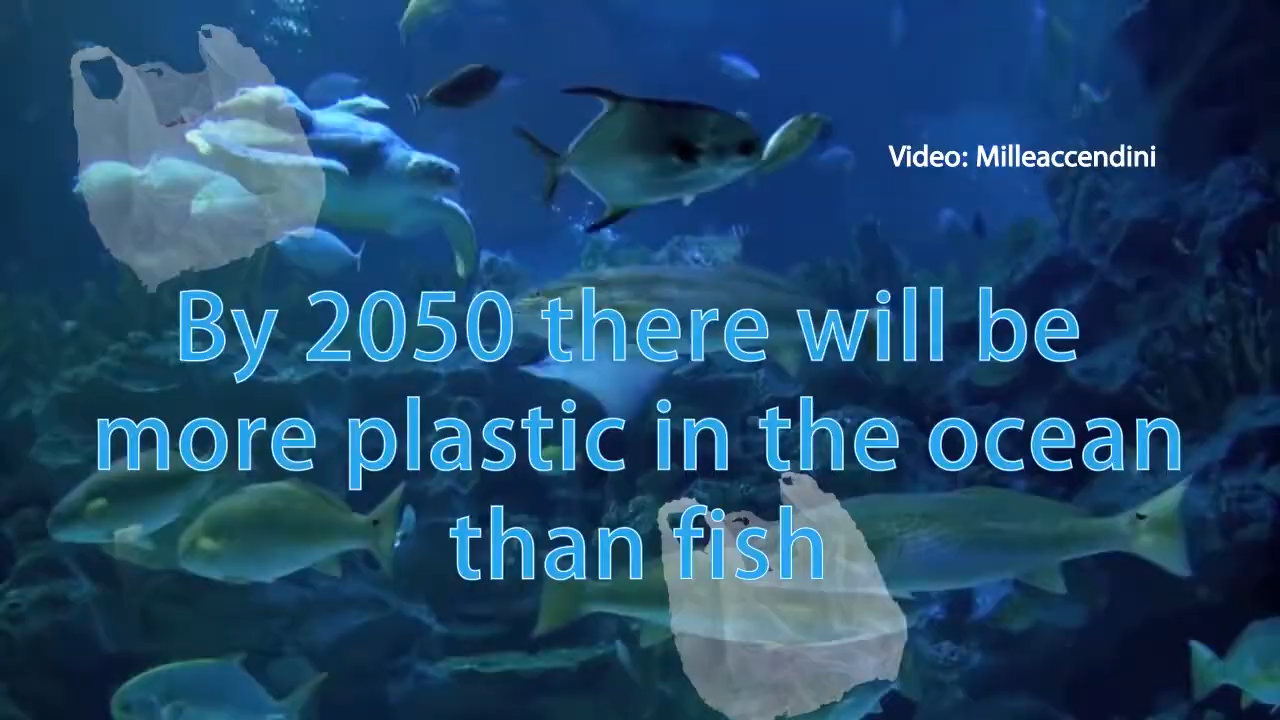 Video: Milleaccendini
By 2050 there will be
more plastic in the ocean
than fish